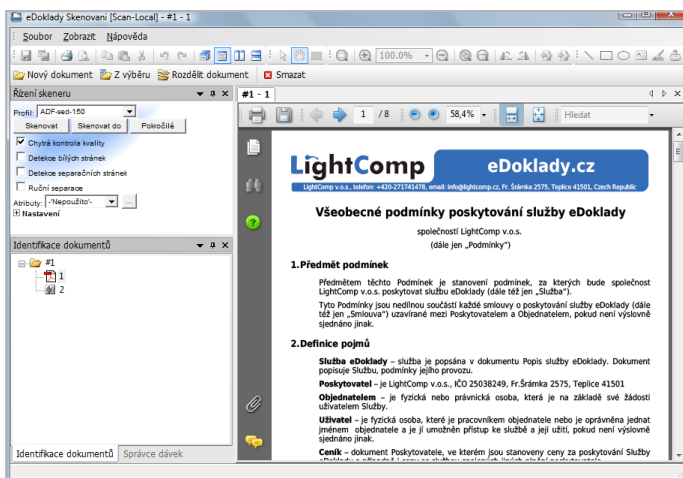 eDoklady Skenovani [Scan-Local] - #1 - 1
Soubor Zobrazit Nápověda
100.0%
Nový dokument Z výběru Rozdělit dokument Smazat
Řízení skeneru
Profil: ADF-sed-150
Skenovat Skenovat do Pokročilé
Chytrá kontrola kvality
Detekce bílých stránek
Detekce separačních stránek
Ruční separace
Atributy: -'Nepoužito'- ...
Nastavení
Identifikace dokumentů
#1
1
2
Identifikace dokumentů Správce dávek
#1 - 1
1 / 8 58,4% Hledat
LightComp eDoklady.cz
LightComp v.o.s., telefon: +420-271741478, email: info@lightcomp.cz, Fr. Šrámka 2575, Teplice 41501, Czech Republic
Všeobecné podmínky poskytování služby eDoklady
společností LightComp v.o.s.
(dále jen „Podmínky“)
1.Předmět podmínek
Předmětem těchto Podmínek je stanovení podmínek, za kterých bude společnost
LightComp v.o.s. poskytovat službu eDoklady (dále též jen „Služba“).
Tyto Podmínky jsou nedílnou součástí každé smlouvy o poskytování služby eDoklady (dále
též jen „Smlouva“) uzavírané mezi Poskytovatelem a Objednatelem, pokud není výslovně
sjednáno jinak.
2.Definice pojmů
Služba eDoklady – služba je popsána v dokumentu Popis služby eDoklady. Dokument
popisuje Službu, podmínky jejího provozu.
Poskytovatel – je LightComp v.o.s., IČO 25038249, Fr.Šrámka 2575, Teplice 41501
Objednatelem – je fyzická nebo právnická osoba, která je na základě své žádosti
uživatelem Služby.
Uživatel – je fyzická osoba, které je pracovníkem objednatele nebo je oprávněna jednat
jménem objednatele a je jí umožněn přístup ke službě a její užití, pokud není výslovně
sjednáno jinak.
Ceník – dokument Poskytovatele, ve kterém jsou stanoveny ceny za poskytování Služby